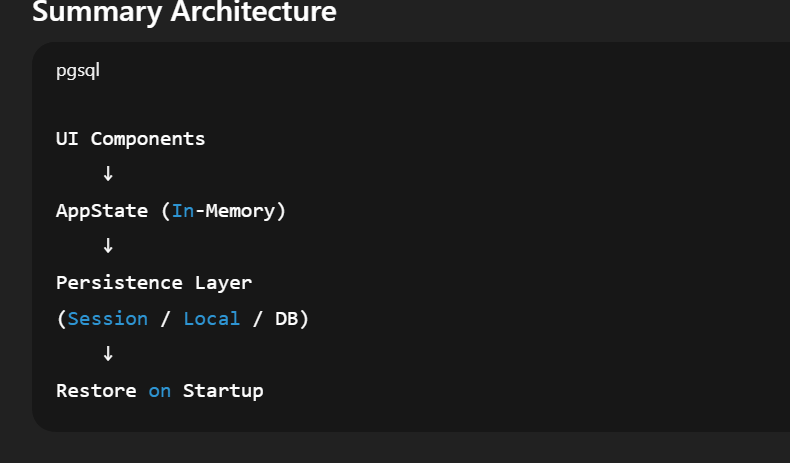 Summary Architecture
pgsql
UI Components
↓
AppState (In-Memory)
↓
Persistence Layer
(Session / Local / DB)
↓
Restore on Startup